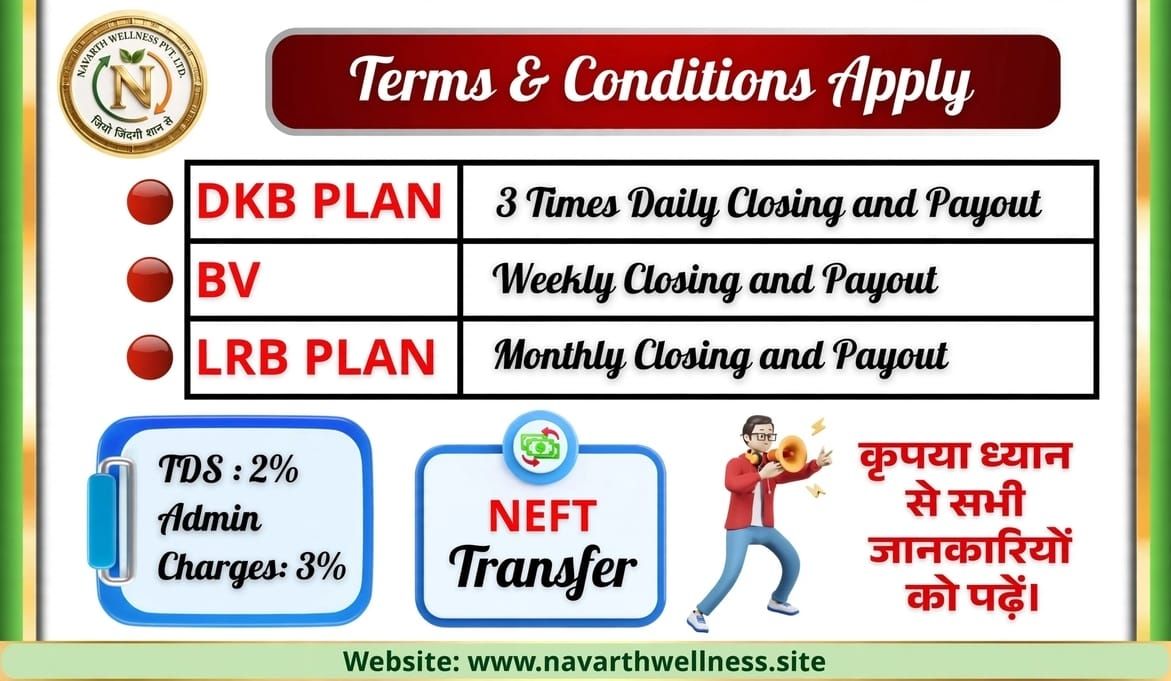 NAVARTH WELLNESS PVT. LTD.
N
जियो जिंदगी शान से
Terms & Conditions Apply
DKB PLAN 3 Times Daily Closing and Payout
BV Weekly Closing and Payout
LRB PLAN Monthly Closing and Payout
TDS : 2%
Admin
Charges: 3%
NEFT
Transfer
कृपया ध्यान
से सभी
जानकारियों
को पढ़ें।
Website: www.navarthwellness.site